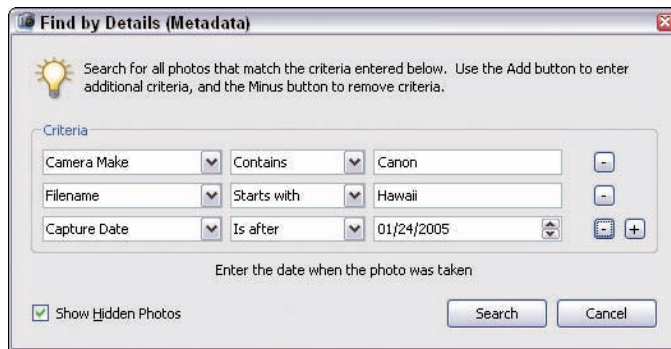 Find by Details (Metadata)
Search for all photos that match the criteria entered below. Use the Add button to enter
additional criteria, and the Minus button to remove criteria.
Criteria
Camera Make Contains Canon -
Filename Starts with Hawaii -
Capture Date Is after 01/24/2005 - +
Enter the date when the photo was taken
Show Hidden Photos Search Cancel